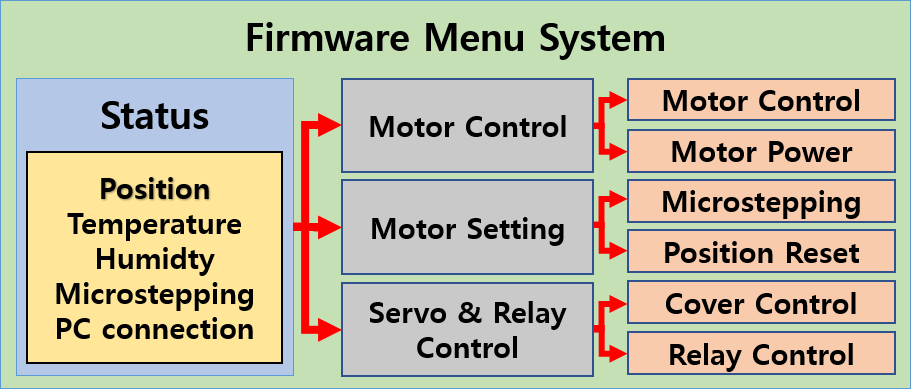 Firmware Menu System
Status
Position
Temperature
Humidty
Microstepping
PC connection
Motor Control
Motor Setting
Servo & Relay
Control
Motor Control
Motor Power
Microstepping
Position Reset
Cover Control
Relay Control